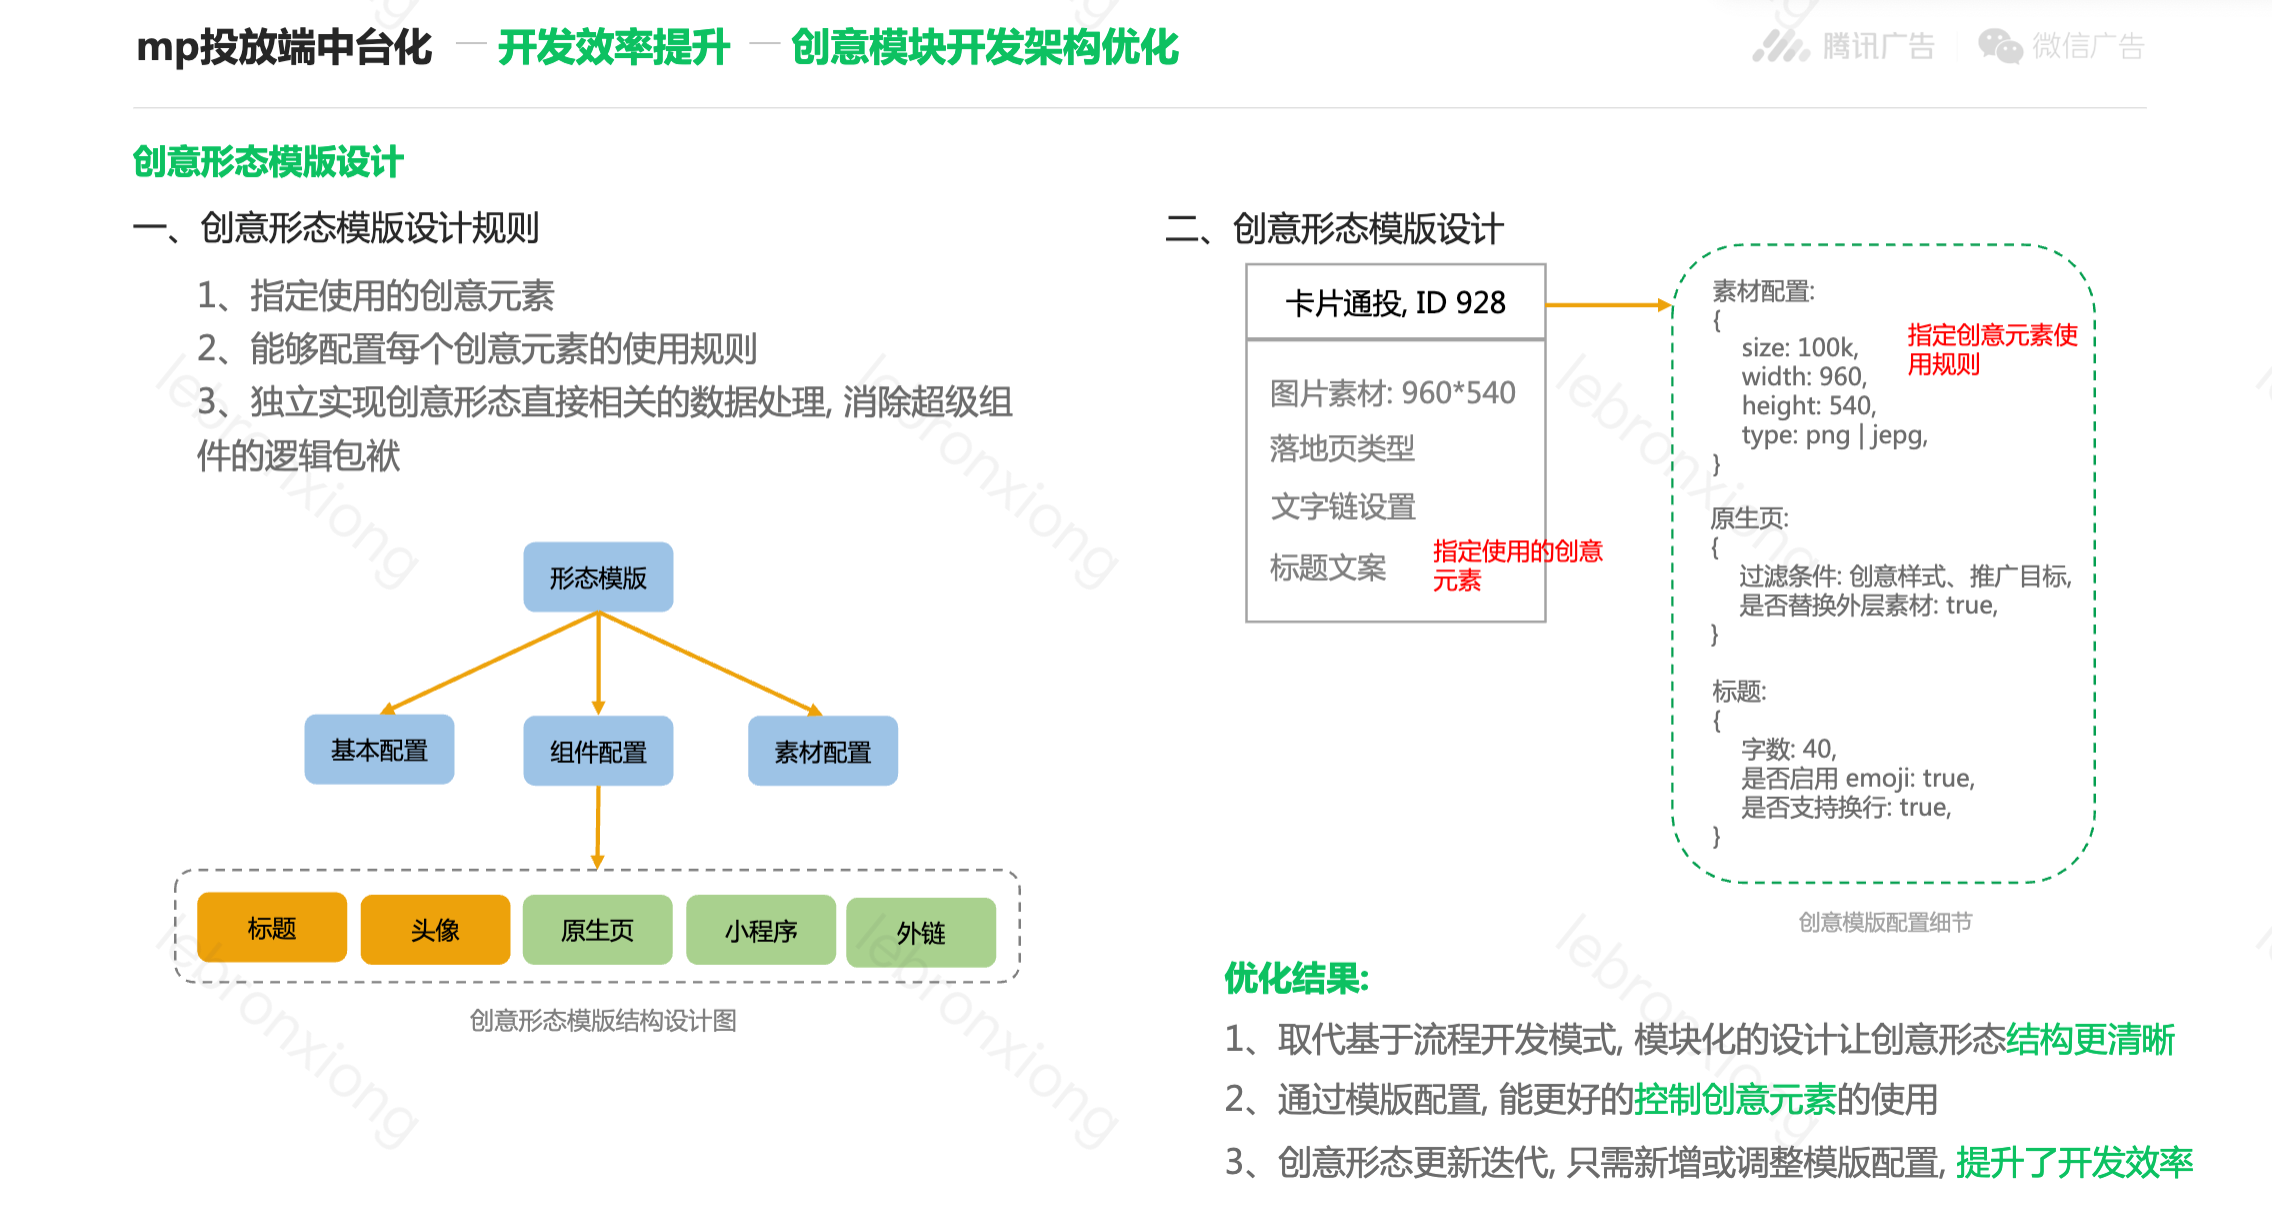 mp投放端中台化 — 开发效率提升 — 创意模块开发架构优化
腾讯广告 | 微信广告
创意形态模版设计
一、创意形态模版设计规则
1、指定使用的创意元素
2、能够配置每个创意元素的使用规则
3、独立实现创意形态直接相关的数据处理, 消除超级组
件的逻辑包袱
形态模版
基本配置
组件配置
素材配置
标题
头像
原生页
小程序
外链
创意形态模版结构设计图
二、创意形态模版设计
卡片通投, ID 928
图片素材: 960*540
落地页类型
文字链设置
标题文案
指定使用的创意
元素
素材配置:
{
size: 100k,
width: 960,
height: 540,
type: png | jepg,
}
指定创意元素使
用规则
原生页:
{
过滤条件: 创意样式、推广目标,
是否替换外层素材: true,
}
标题:
{
字数: 40,
是否启用 emoji: true,
是否支持换行: true,
}
创意模版配置细节
优化结果:
1、取代基于流程开发模式, 模块化的设计让创意形态结构更清晰
2、通过模版配置, 能更好的控制创意元素的使用
3、创意形态更新迭代, 只需新增或调整模版配置, 提升了开发效率
lebronxiong
lebronxiong
lebronxiong
lebronxiong
lebronxiong
lebronxiong